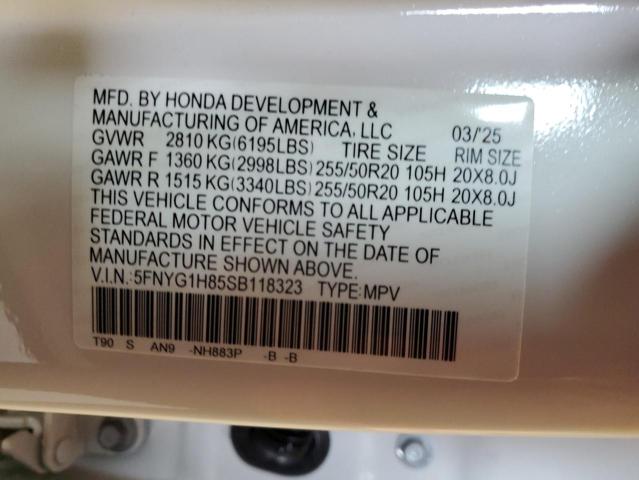 MFD. BY HONDA DEVELOPMENT &
MANUFACTURING OF AMERICA, LLC 03/'25
GVWR 2810 KG(6195LBS) TIRE SIZE RIM SIZE
GAWR F 1360 KG(2998LBS) 255/50R20 105H 20X8.0J
GAWR R 1515 KG(3340LBS) 255/50R20 105H 20X8.0J
THIS VEHICLE CONFORMS TO ALL APPLICABLE
FEDERAL MOTOR VEHICLE SAFETY
STANDARDS IN EFFECT ON THE DATE OF
MANUFACTURE SHOWN ABOVE.
V.I.N.:5FNYG1H85SB118323 TYPE:MPV
T90 S AN9 -NH883P -B -B